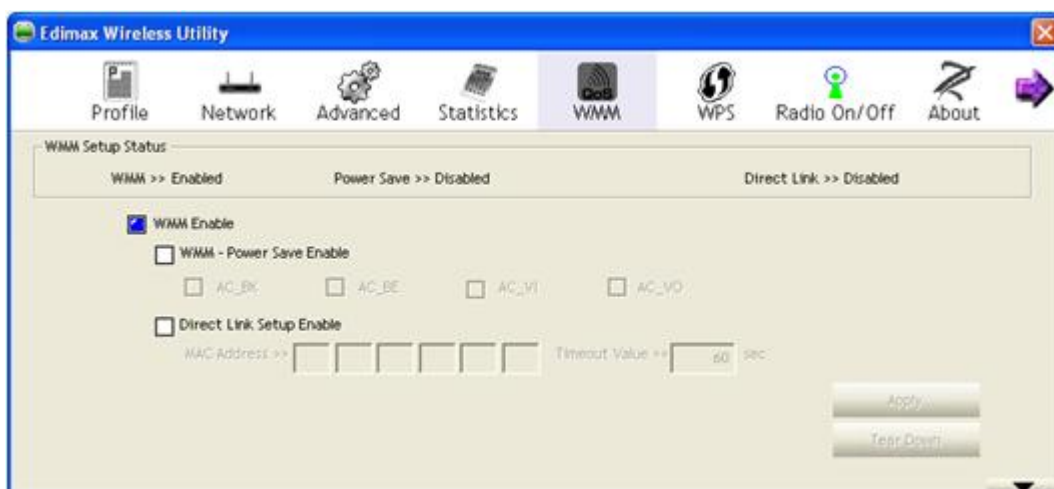 Edimax Wireless Utility
P
QoS
Profile Network Advanced Statistics WMM WPS Radio On/Off About
WMM Setup Status
WMM >> Enabled Power Save >> Disabled Direct Link >> Disabled
WMM Enable
WMM - Power Save Enable
AC_BK AC_BE AC_VI AC_VO
Direct Link Setup Enable
MAC Address >> Timeout Value >> 60 sec
Apply
Tear Down